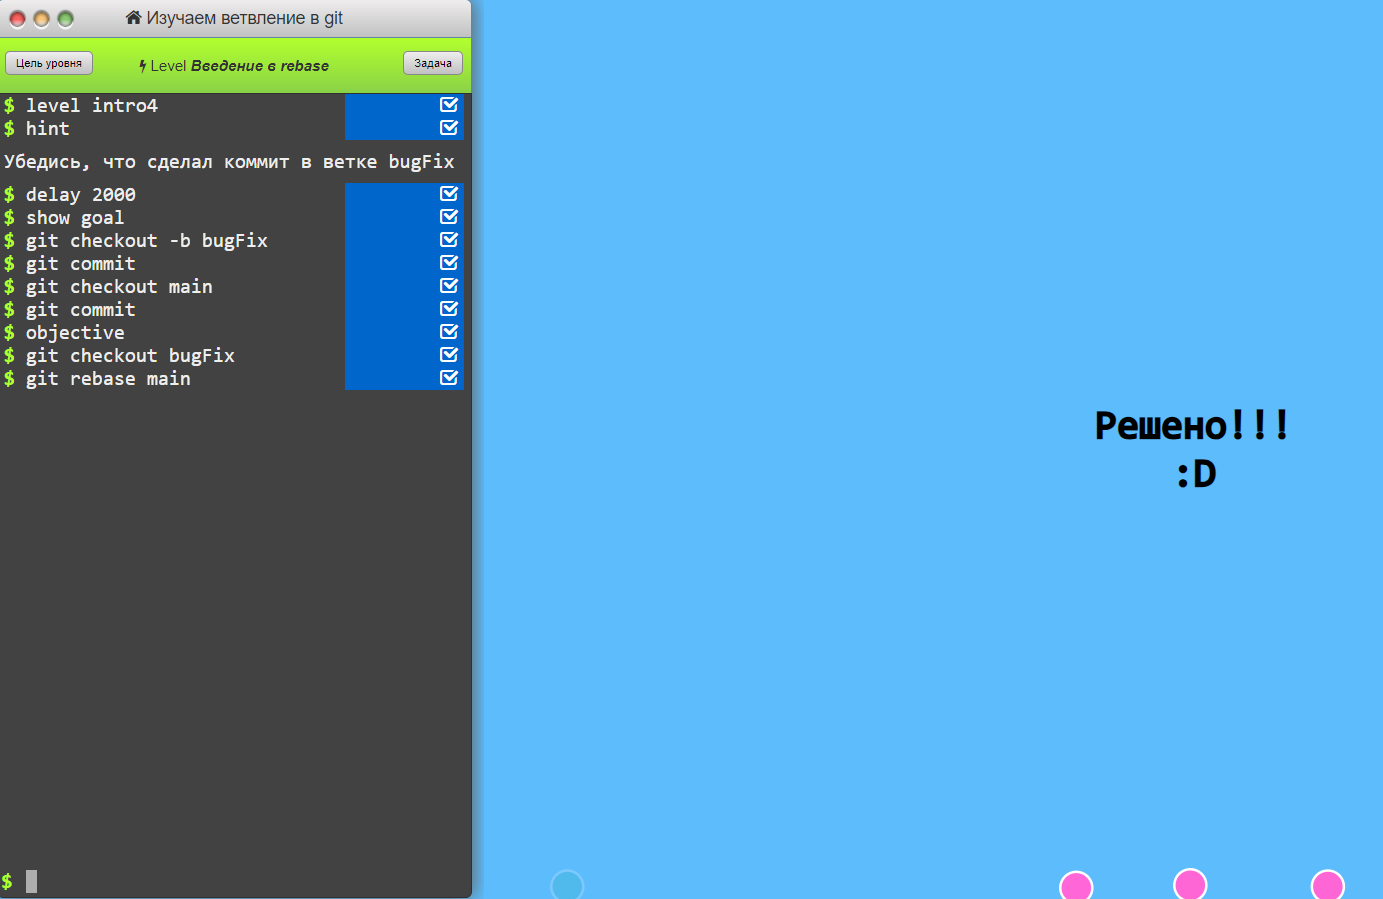 Изучаем ветвление в git
Цель уровня
Level Введение в rebase
Задача
$ level intro4
$ hint
Убедись, что сделал коммит в ветке bugFix
$ delay 2000
$ show goal
$ git checkout -b bugFix
$ git commit
$ git checkout main
$ git commit
$ objective
$ git checkout bugFix
$ git rebase main
$
Решено!!!
:D